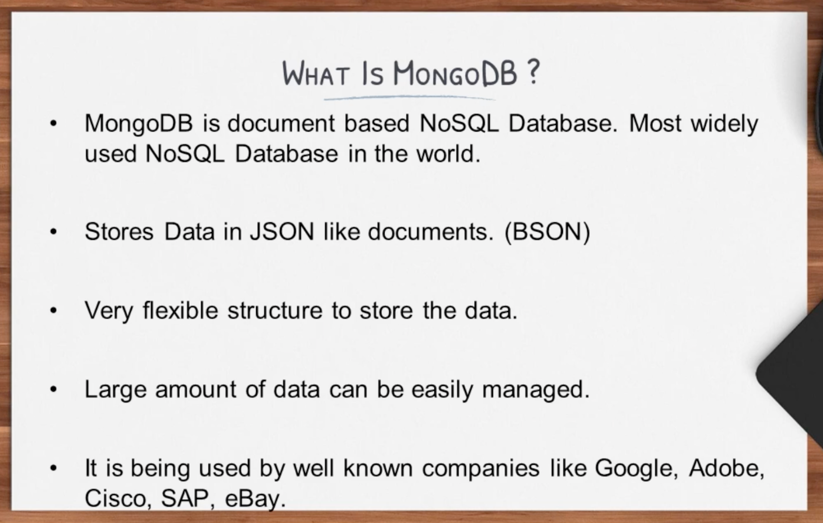 What Is MongoDB ?
• MongoDB is document based NoSQL Database. Most widely
used NoSQL Database in the world.
• Stores Data in JSON like documents. (BSON)
• Very flexible structure to store the data.
• Large amount of data can be easily managed.
• It is being used by well known companies like Google, Adobe,
Cisco, SAP, eBay.